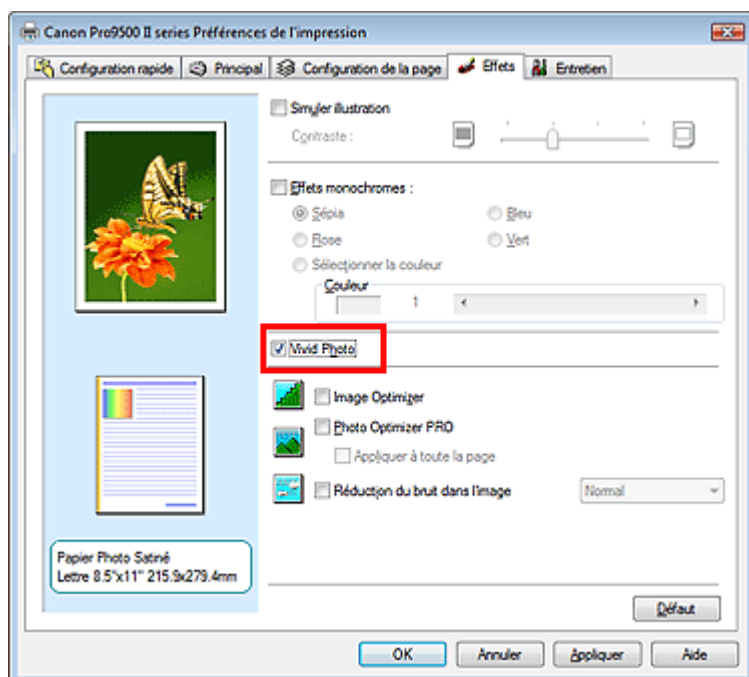 Canon Pro9500 II series Préférences de l'impression
Configuration rapide Principal Configuration de la page Effets Entretien
Simuler illustration
Contraste :
Effets monochromes :
Sépia Bleu
Rose Vert
Sélectionner la couleur
Couleur
1
Vivid Photo
Image Optimizer
Photo Optimizer PRO
Appliquer à toute la page
Réduction du bruit dans l'image Normal
Papier Photo Satiné
Lettre 8.5"x11" 215.9x279.4mm
Défaut
OK Annuler Appliquer Aide